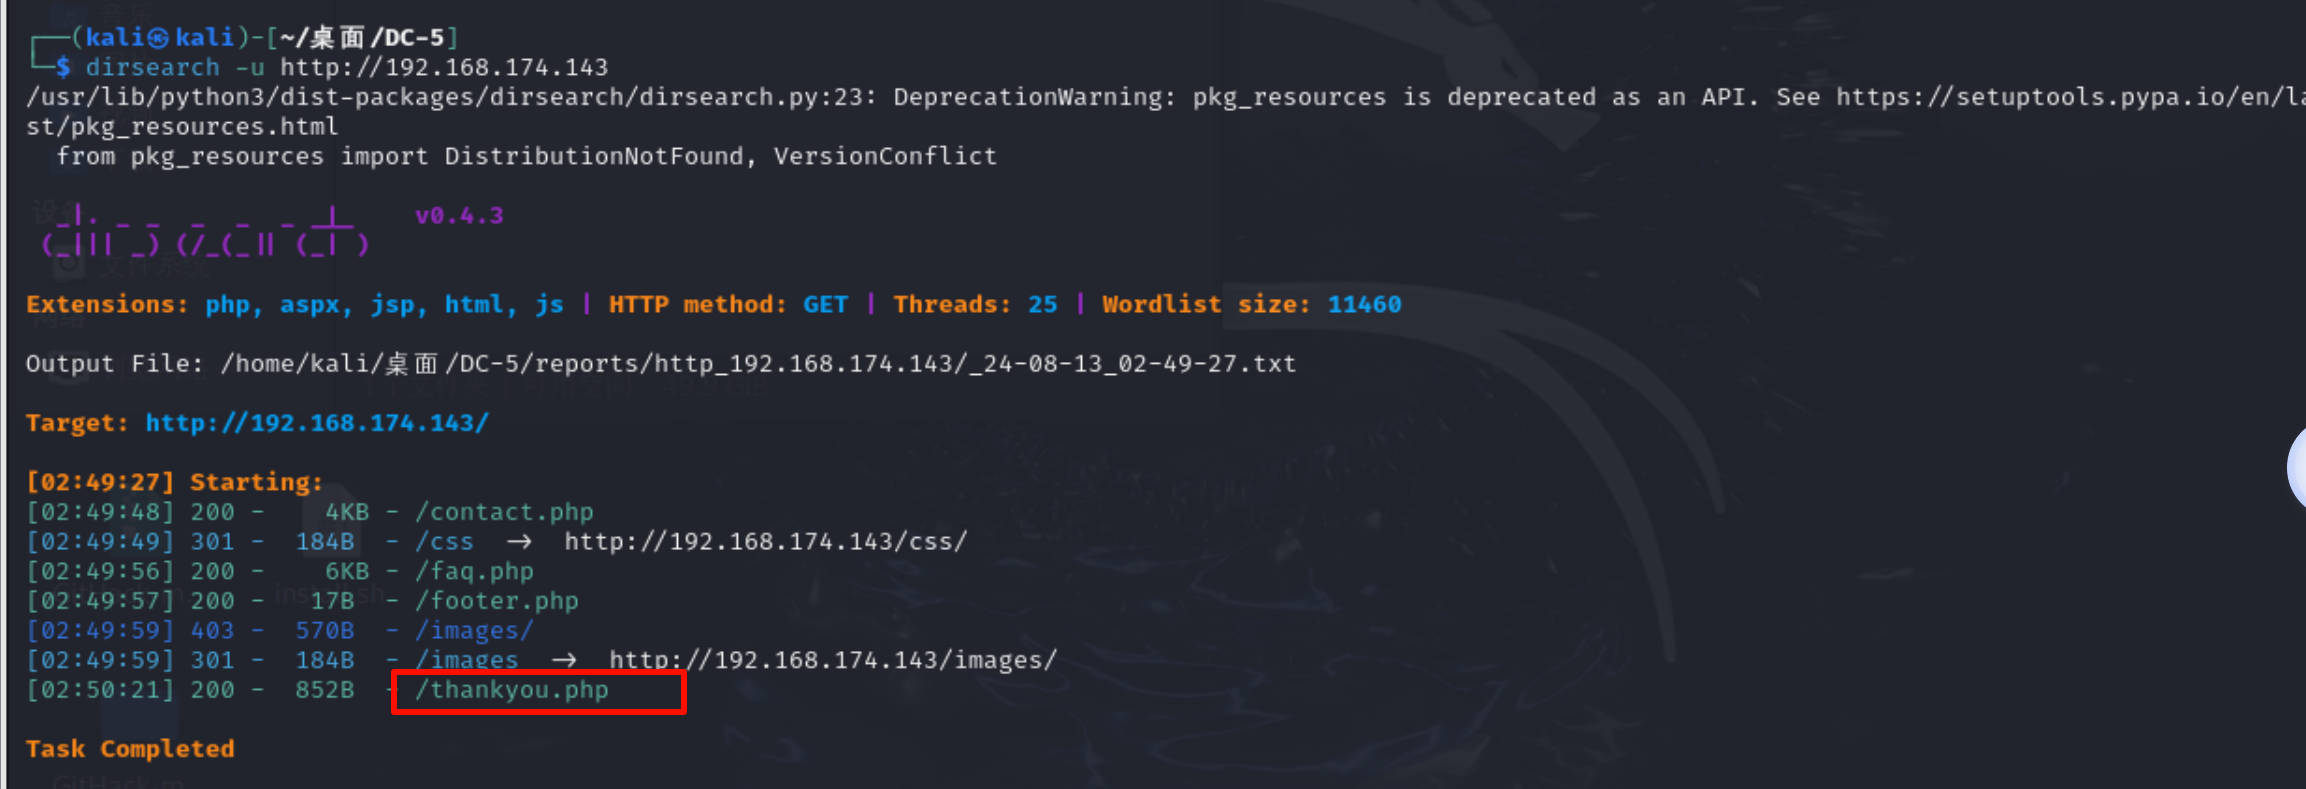 ┌──(kali㉿kali)-[~/桌面/DC-5]
└─$ dirsearch -u http://192.168.174.143
/usr/lib/python3/dist-packages/dirsearch/dirsearch.py:23: DeprecationWarning: pkg_resources is deprecated as an API. See https://setuptools.pypa.io/en/la
st/pkg_resources.html
  from pkg_resources import DistributionNotFound, VersionConflict
v0.4.3
Extensions: php, aspx, jsp, html, js | HTTP method: GET | Threads: 25 | Wordlist size: 11460
Output File: /home/kali/桌面/DC-5/reports/http_192.168.174.143/_24-08-13_02-49-27.txt
Target: http://192.168.174.143/
[02:49:27] Starting:
[02:49:48] 200 -    4KB - /contact.php
[02:49:49] 301 -  184B  - /css  →  http://192.168.174.143/css/
[02:49:56] 200 -    6KB - /faq.php
[02:49:57] 200 -   17B  - /footer.php
[02:49:59] 403 -  570B  - /images/
[02:49:59] 301 -  184B  - /images  →  http://192.168.174.143/images/
[02:50:21] 200 -  852B  - /thankyou.php
Task Completed